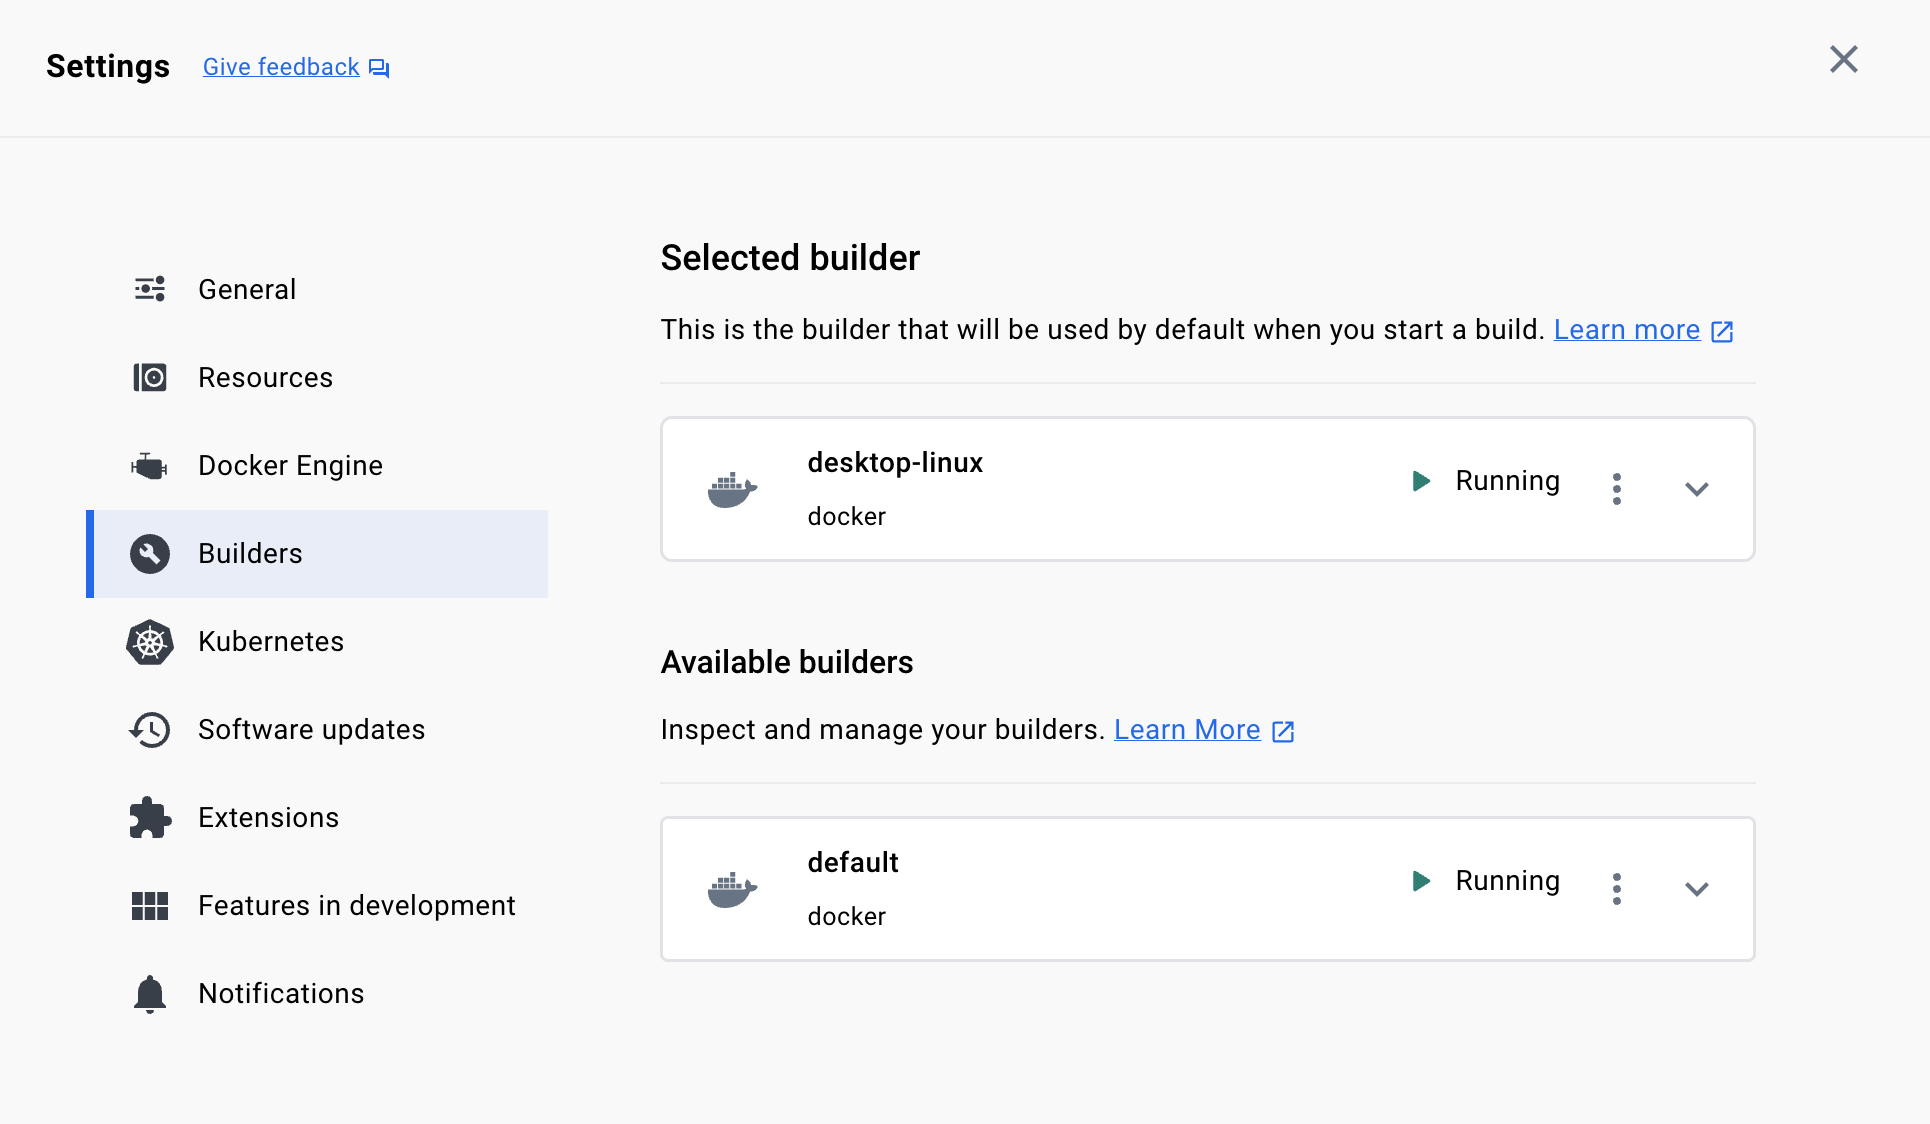 Settings
Give feedback
General
Resources
Docker Engine
Builders
Kubernetes
Software updates
Extensions
Features in development
Notifications
Selected builder
This is the builder that will be used by default when you start a build. Learn more
desktop-linux
docker
Running
Available builders
Inspect and manage your builders. Learn More
default
docker
Running